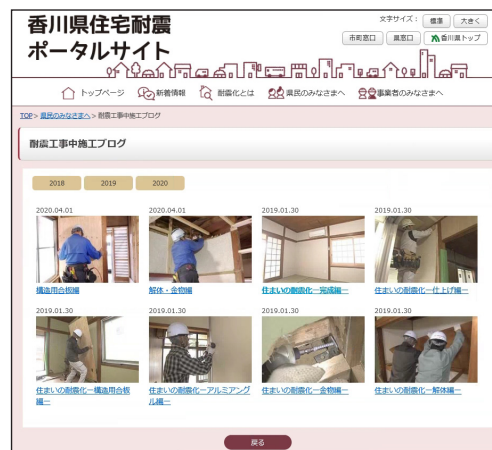 香川県住宅耐震
ポータルサイト
文字サイズ： 標準 大きく
市町窓口 県窓口 香川県トップ
トップページ 新着情報 耐震化とは 県民のみなさまへ 事業者のみなさまへ
TOP> 県民のみなさまへ > 耐震工事中施工ブログ
耐震工事中施工ブログ
2018 2019 2020
2020.04.01 2020.04.01 2019.01.30 2019.01.30
構造用合板編 解体・金物編 住まいの耐震化ー完成編ー 住まいの耐震化ー仕上げ編ー
2019.01.30 2019.01.30 2019.01.30 2019.01.30
住まいの耐震化ー構造用合板 住まいの耐震化ーアルミアング 住まいの耐震化ー金物編ー 住まいの耐震化ー解体編ー
編ー ル編ー
戻る